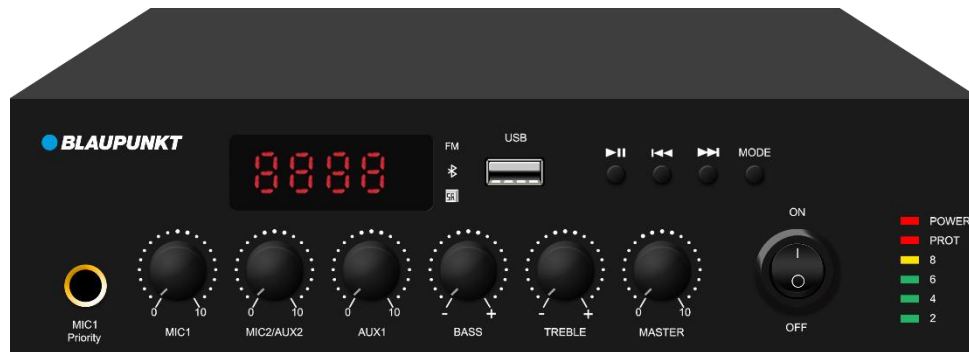 BLAUPUNKT
8888
FM
USB
MODE
ON
OFF
POWER
PROT
8
6
4
2
MIC1
Priority
0 10
MIC1
0 10
MIC2/AUX2
0 10
AUX1
- +
BASS
- +
TREBLE
0 10
MASTER